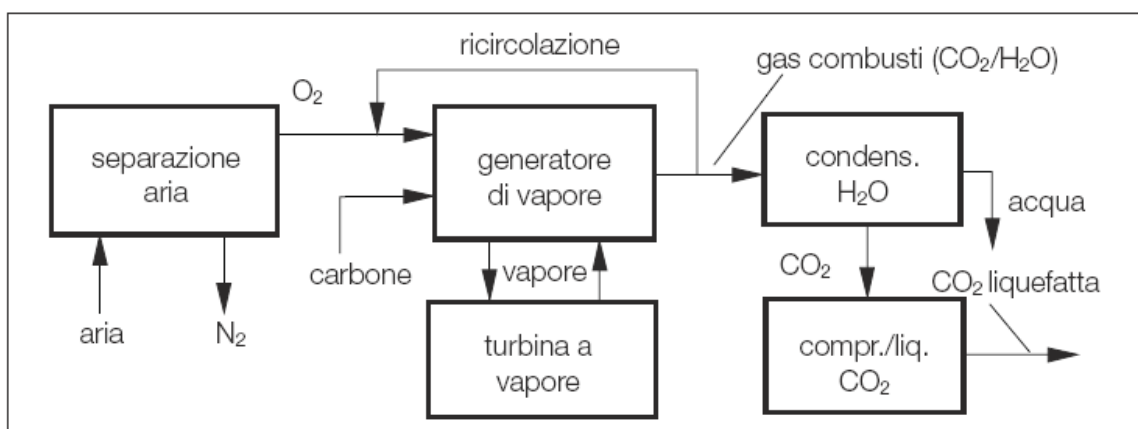 ricircolazione
gas combusti (CO₂/H₂O)
O₂
separazione
aria
generatore
di vapore
condens.
H₂O
acqua
carbone
vapore
CO₂
CO₂ liquefatta
aria
N₂
turbina a
vapore
compr./liq.
CO₂